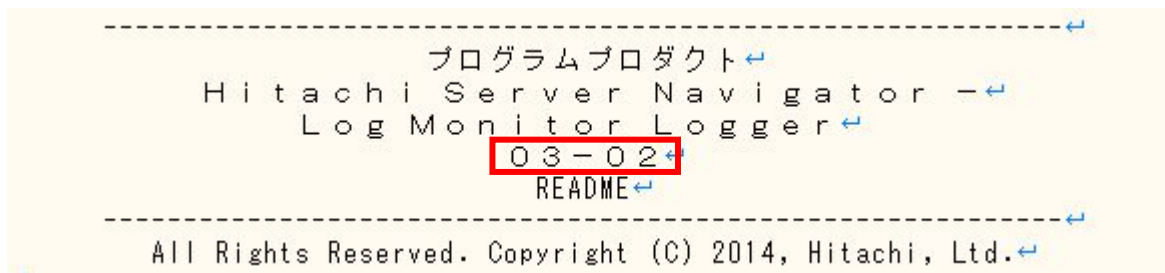 ------------------------------------------------------------------↵
プログラムプロダクト↵
Ｈｉｔａｃｈｉ　Ｓｅｒｖｅｒ　Ｎａｖｉｇａｔｏｒ　－↵
Ｌｏｇ Ｍｏｎｉｔｏｒ　Ｌｏｇｇｅｒ↵
０３－０２↵
README↵
------------------------------------------------------------------↵
All Rights Reserved. Copyright (C) 2014, Hitachi, Ltd.↵